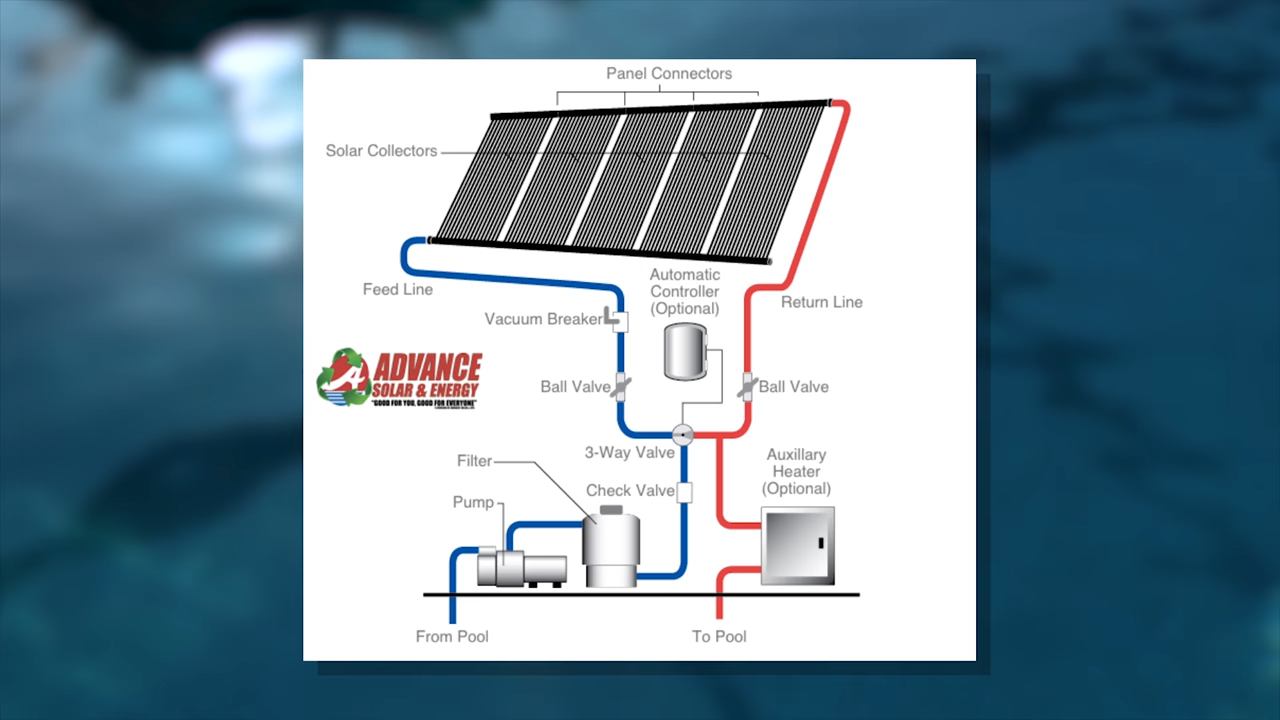 Panel Connectors
Solar Collectors
Feed Line
Automatic
Controller
(Optional)
Return Line
Vacuum Breaker
ADVANCE
SOLAR & ENERGY
"GOOD FOR YOU, GOOD FOR EVERYONE"
Ball Valve
Ball Valve
3-Way Valve
Auxillary
Heater
(Optional)
Filter
Check Valve
Pump
From Pool
To Pool